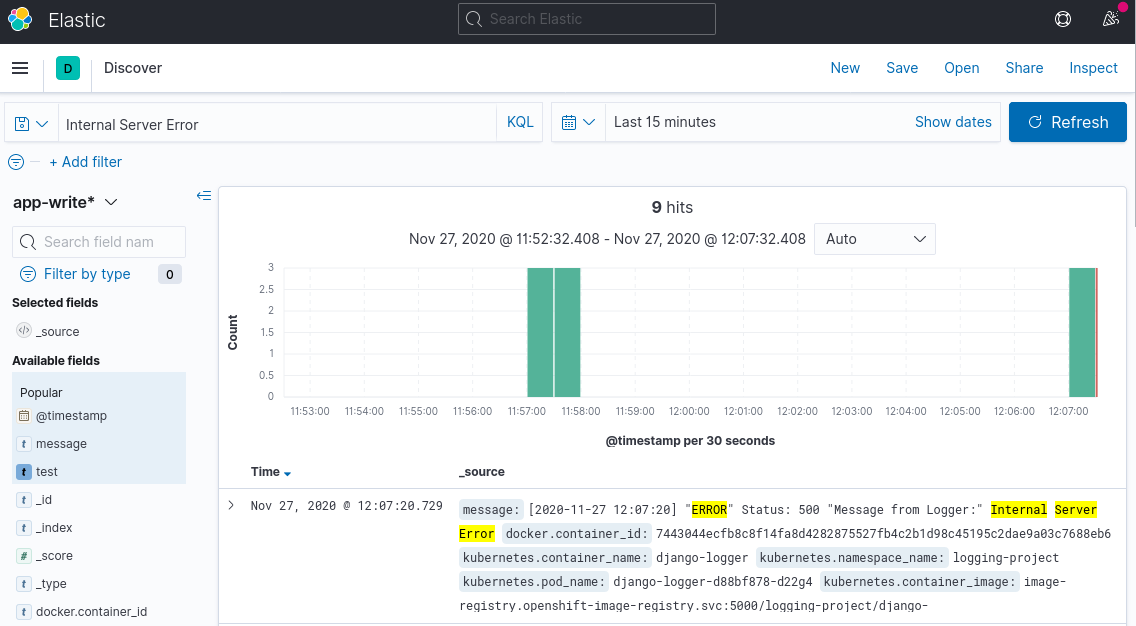 Elastic
Search Elastic
D
Discover
New Save Open Share Inspect
Internal Server Error
KQL
Last 15 minutes
Show dates
Refresh
+ Add filter
app-write*
Search field nam
Filter by type 0
Selected fields
</> _source
Available fields
Popular
@timestamp
t message
t test
t _id
t _index
# _score
t _type
t docker.container_id
9 hits
Nov 27, 2020 @ 11:52:32.408 - Nov 27, 2020 @ 12:07:32.408
Auto
Count
3
2.5
2
1.5
1
0.5
0
11:53:00 11:54:00 11:55:00 11:56:00 11:57:00 11:58:00 11:59:00 12:00:00 12:01:00 12:02:00 12:03:00 12:04:00 12:05:00 12:06:00 12:07:00
@timestamp per 30 seconds
Time _source
Nov 27, 2020 @ 12:07:20.729
message: [2020-11-27 12:07:20] "ERROR" Status: 500 "Message from Logger:" Internal Server
Error docker.container_id: 7443044ecfb8c8f14fa8d4282875527fb4c2b1d98c45195c2dae9a03c7688eb6
kubernetes.container_name: django-logger kubernetes.namespace_name: logging-project
kubernetes.pod_name: django-logger-d88bf878-d22g4 kubernetes.container_image: image-
registry.openshift-image-registry.svc:5000/logging-project/django-